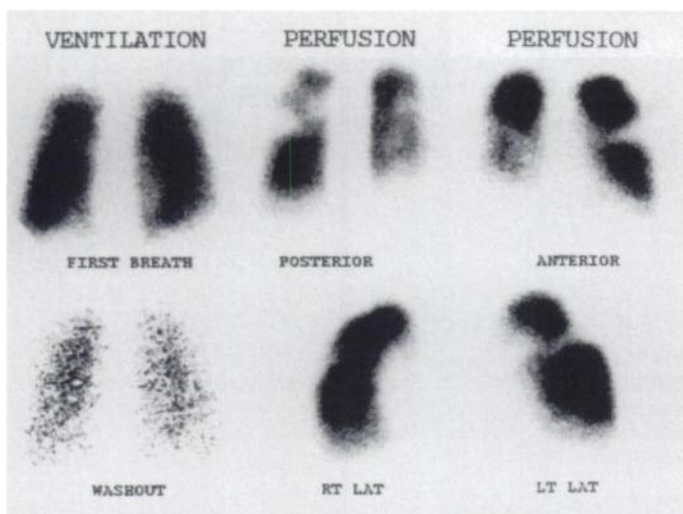 VENTILATION PERFUSION PERFUSION
FIRST BREATH POSTERIOR ANTERIOR
WASHOUT RT LAT LT LAT